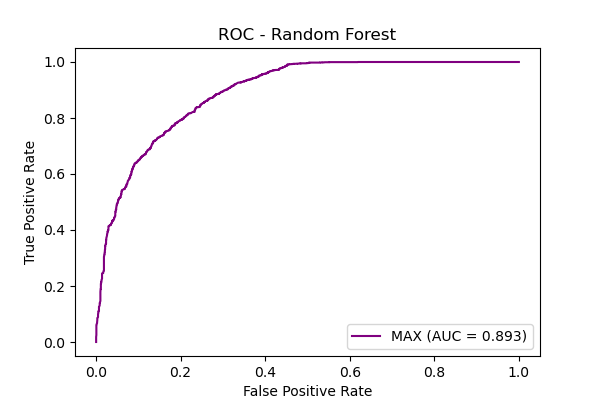 ROC - Random Forest
True Positive Rate
1.0
0.8
0.6
0.4
0.2
0.0
MAX (AUC = 0.893)
0.0 0.2 0.4 0.6 0.8 1.0
False Positive Rate